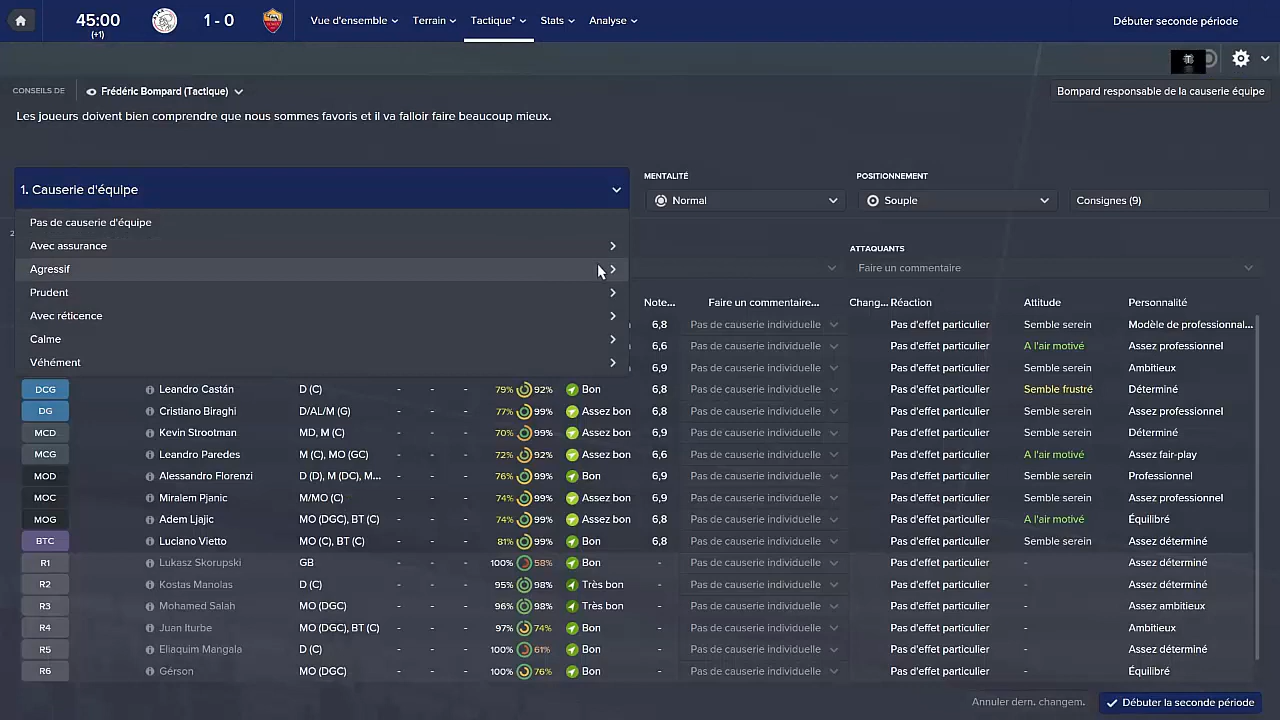 45:00
(+1)
1 - 0
Vue d'ensemble
Terrain
Tactique*
Stats
Analyse
Débuter seconde période
CONSEILS DE
Frédéric Bompard (Tactique)
Bompard responsable de la causerie équipe
Les joueurs doivent bien comprendre que nous sommes favoris et il va falloir faire beaucoup mieux.
1. Causerie d'équipe
MENTALITÉ
Normal
POSITIONNEMENT
Souple
Consignes (9)
Pas de causerie d'équipe
Avec assurance
Agressif
Prudent
Avec réticence
Calme
Véhément
2
ATTAQUANTS
Faire un commentaire
Note... Faire un commentaire... Chang... Réaction Attitude Personnalité
6,8 Pas de causerie individuelle Pas d'effet particulier Semble serein Modèle de professionnal...
6,6 Pas de causerie individuelle Pas d'effet particulier A l'air motivé Assez professionnel
6,9 Pas de causerie individuelle Pas d'effet particulier Semble serein Ambitieux
DCG Leandro Castán D (C) - - - 79% 92% Bon 6,8 Pas de causerie individuelle Pas d'effet particulier Semble frustré Déterminé
DG Cristiano Biraghi D/AL/M (G) - - - 77% 99% Assez bon 6,8 Pas de causerie individuelle Pas d'effet particulier Semble serein Assez professionnel
MCD Kevin Strootman MD, M (C) - - - 70% 99% Assez bon 6,9 Pas de causerie individuelle Pas d'effet particulier Semble serein Déterminé
MCG Leandro Paredes M (C), MO (GC) - - - 72% 92% Assez bon 6,6 Pas de causerie individuelle Pas d'effet particulier A l'air motivé Assez fair-play
MOD Alessandro Florenzi D (D), M (DC), M... - - - 76% 99% Bon 6,9 Pas de causerie individuelle Pas d'effet particulier Semble serein Professionnel
MOC Miralem Pjanic M/MO (C) - - - 74% 99% Assez bon 6,9 Pas de causerie individuelle Pas d'effet particulier Semble serein Assez professionnel
MOG Adem Ljajic MO (DGC), BT (C) - - - 74% 99% Assez bon 6,8 Pas de causerie individuelle Pas d'effet particulier A l'air motivé Équilibré
BTC Luciano Vietto MO (C), BT (C) - - - 81% 99% Bon 6,8 Pas de causerie individuelle Pas d'effet particulier Semble serein Assez déterminé
R1 Lukasz Skorupski GB - - - 100% 58% Bon - Pas de causerie individuelle Pas d'effet particulier - Assez déterminé
R2 Kostas Manolas D (C) - - - 95% 98% Très bon - Pas de causerie individuelle Pas d'effet particulier - Assez déterminé
R3 Mohamed Salah MO (DGC) - - - 96% 98% Très bon - Pas de causerie individuelle Pas d'effet particulier - Assez ambitieux
R4 Juan Iturbe MO (DGC), BT (C) - - - 97% 74% Bon - Pas de causerie individuelle Pas d'effet particulier - Ambitieux
R5 Eliaquim Mangala D (C) - - - 100% 61% Bon - Pas de causerie individuelle Pas d'effet particulier - Assez déterminé
R6 Gérson MO (DGC) - - - 100% 76% Bon - Pas de causerie individuelle Pas d'effet particulier - Équilibré
Annuler dern. changem.
Débuter la seconde période